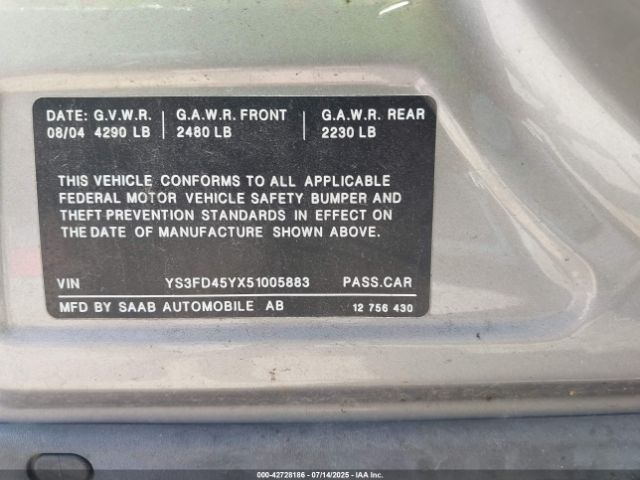 DATE: G.V.W.R. G.A.W.R. FRONT G.A.W.R. REAR
08/04 4290 LB 2480 LB 2230 LB
THIS VEHICLE CONFORMS TO ALL APPLICABLE
FEDERAL MOTOR VEHICLE SAFETY BUMPER AND
THEFT PREVENTION STANDARDS IN EFFECT ON
THE DATE OF MANUFACTURE SHOWN ABOVE.
VIN YS3FD45YX51005883 PASS.CAR
MFD BY SAAB AUTOMOBILE AB 12 756 430
000-42728186 - 07/14/2025 - IAA Inc.